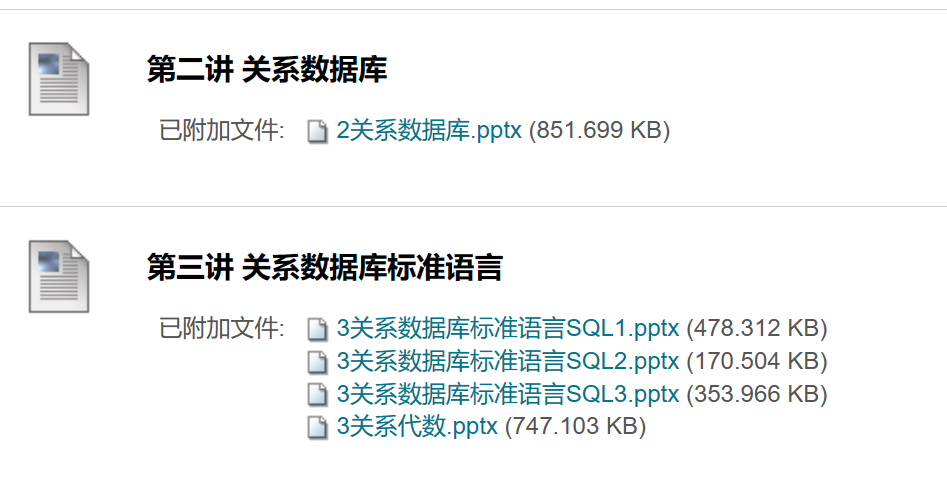 第二讲 关系数据库
已附加文件: 2关系数据库.pptx (851.699 KB)
第三讲 关系数据库标准语言
已附加文件: 3关系数据库标准语言SQL1.pptx (478.312 KB)
3关系数据库标准语言SQL2.pptx (170.504 KB)
3关系数据库标准语言SQL3.pptx (353.966 KB)
3关系代数.pptx (747.103 KB)